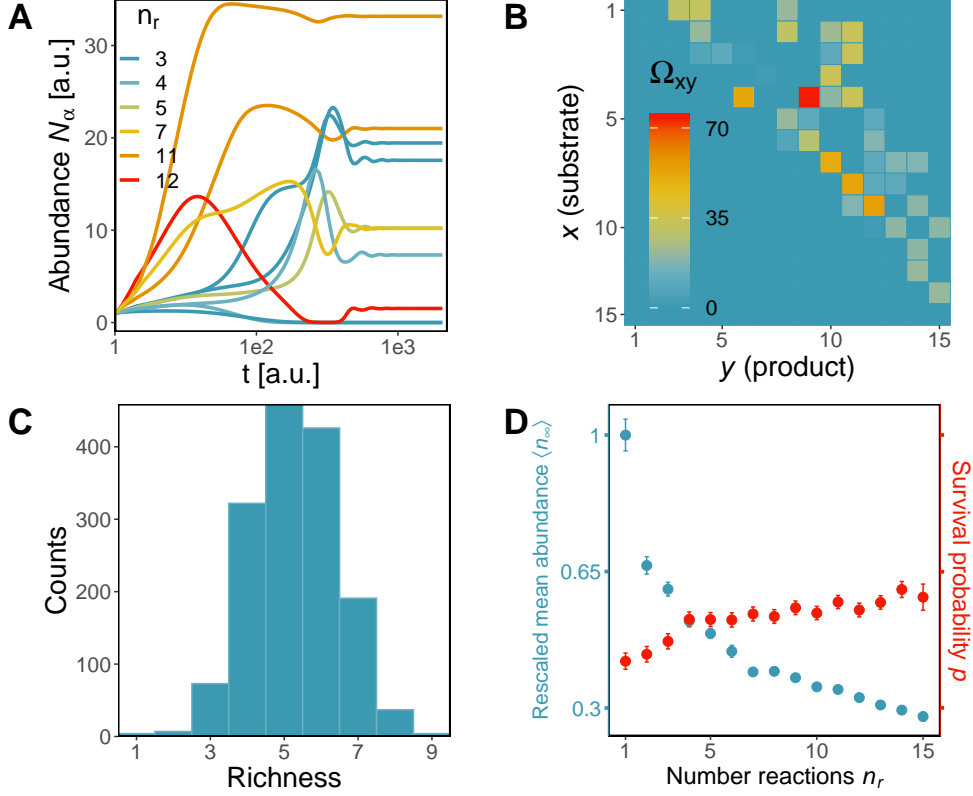 A
n_r
3
4
5
7
11
12
30
20
10
0
Abundance N_α [a.u.]
1
1e2
1e3
t [a.u.]
B
Ω_xy
70
35
0
1
5
10
15
x (substrate)
1
5
10
15
y (product)
C
400
300
200
100
0
Counts
1
3
5
7
9
Richness
D
1
0.65
0.3
Rescaled mean abundance ⟨n_∞⟩
Survival probability p
1
5
10
15
Number reactions n_r